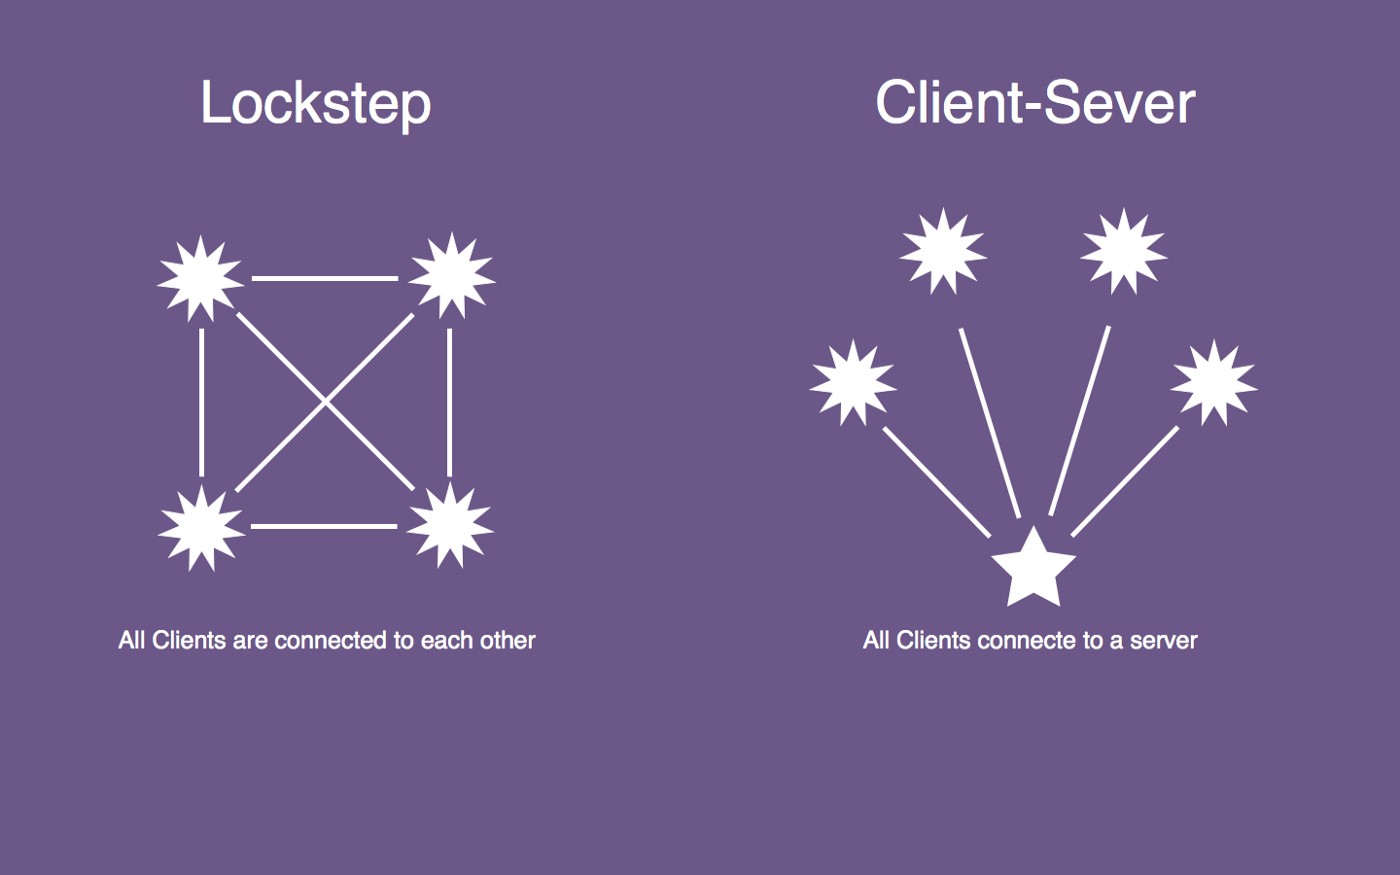 Lockstep
Client-Sever
All Clients are connected to each other
All Clients connecte to a server